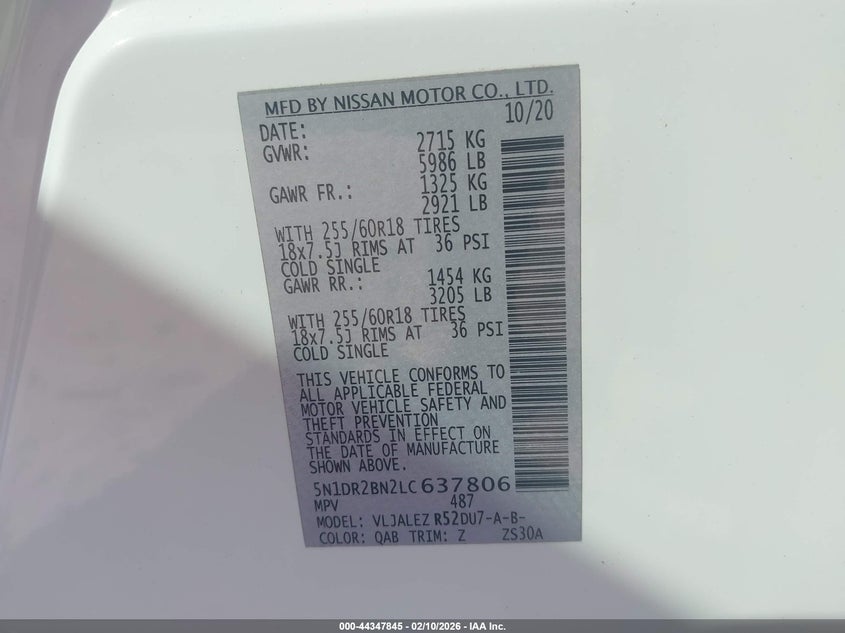 MFD BY NISSAN MOTOR CO., LTD.
DATE: 10/20
GVWR: 2715 KG
5986 LB
GAWR FR.: 1325 KG
2921 LB
WITH 255/60R18 TIRES
18x7.5J RIMS AT 36 PSI
COLD SINGLE
GAWR RR.: 1454 KG
3205 LB
WITH 255/60R18 TIRES
18x7.5J RIMS AT 36 PSI
COLD SINGLE
THIS VEHICLE CONFORMS TO
ALL APPLICABLE FEDERAL
MOTOR VEHICLE SAFETY AND
THEFT PREVENTION
STANDARDS IN EFFECT ON
THE DATE OF MANUFACTURE
SHOWN ABOVE.
5N1DR2BN2LC637806
MPV 487
MODEL: VLJALEZ R52DU7-A-B-
COLOR: QAB TRIM: Z ZS30A
000-44347845 - 02/10/2026 - IAA Inc.